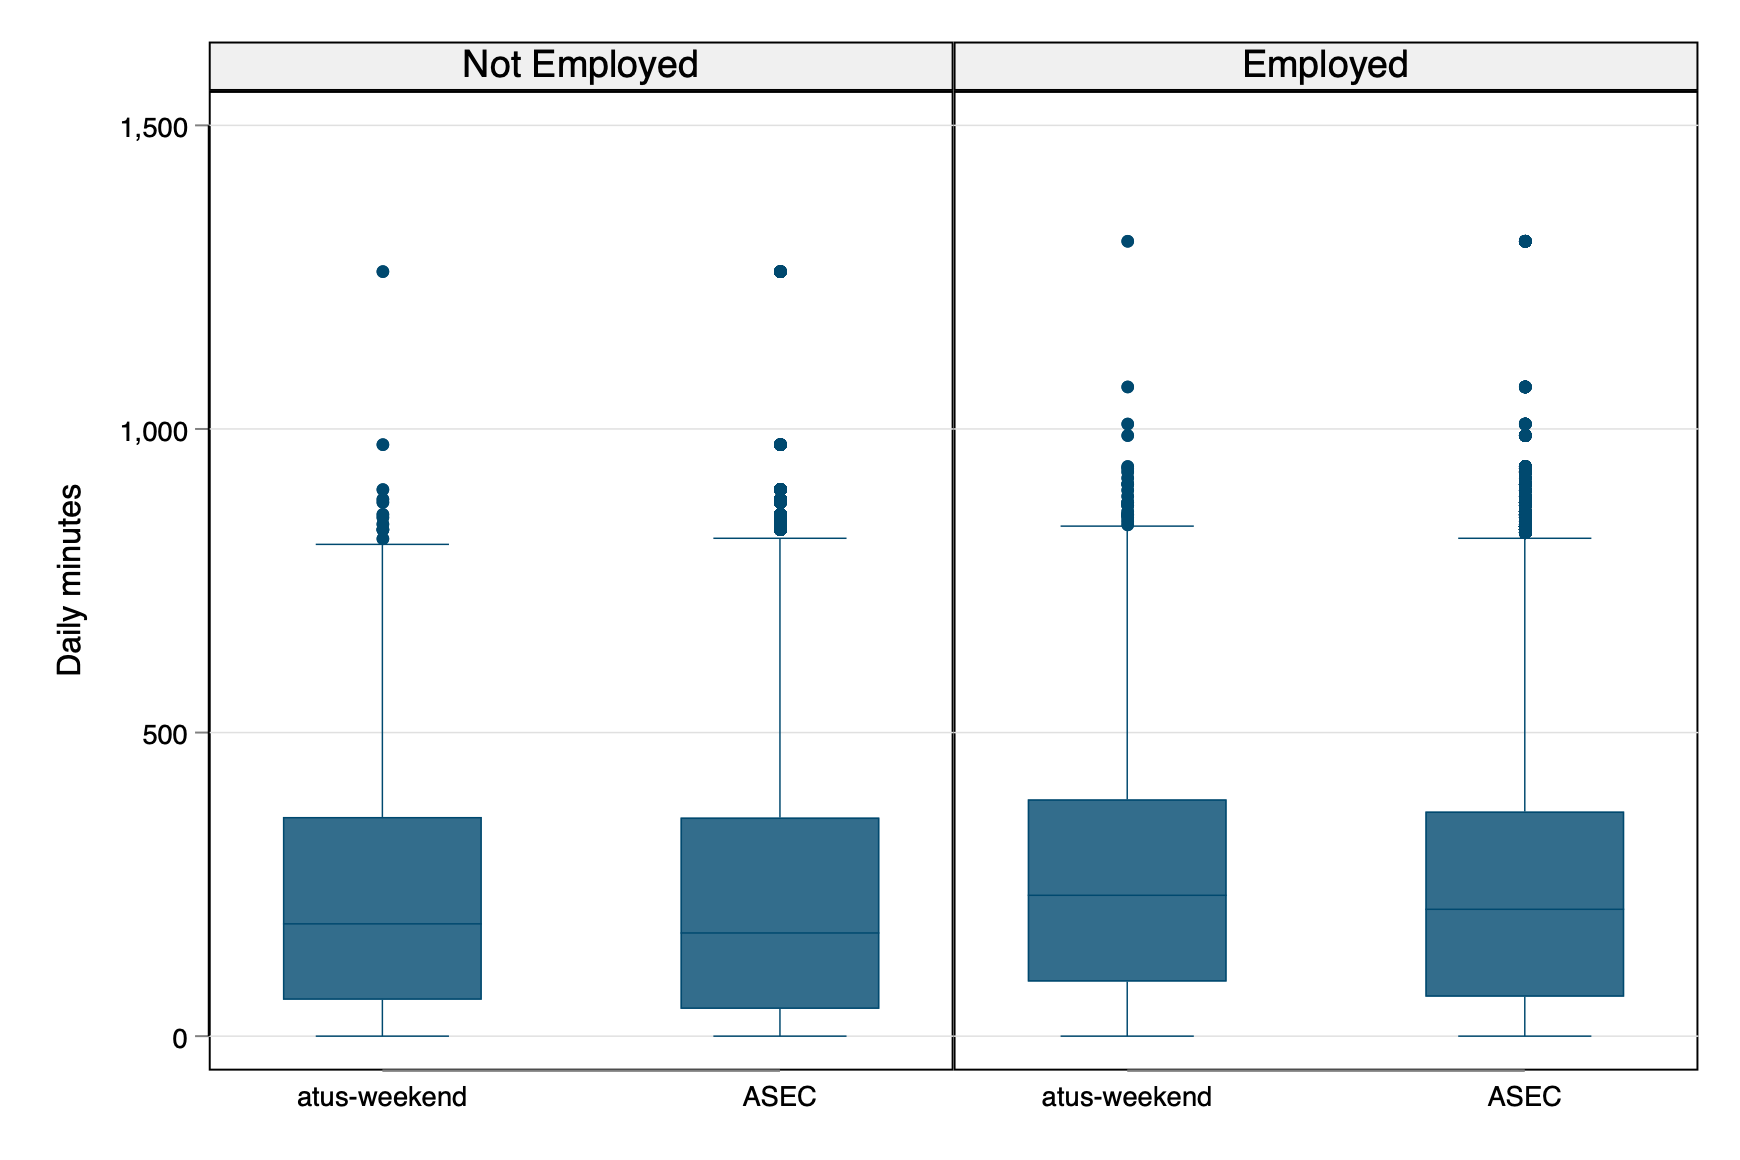 Not Employed
Employed
1,500
1,000
500
0
Daily minutes
atus-weekend
ASEC
atus-weekend
ASEC